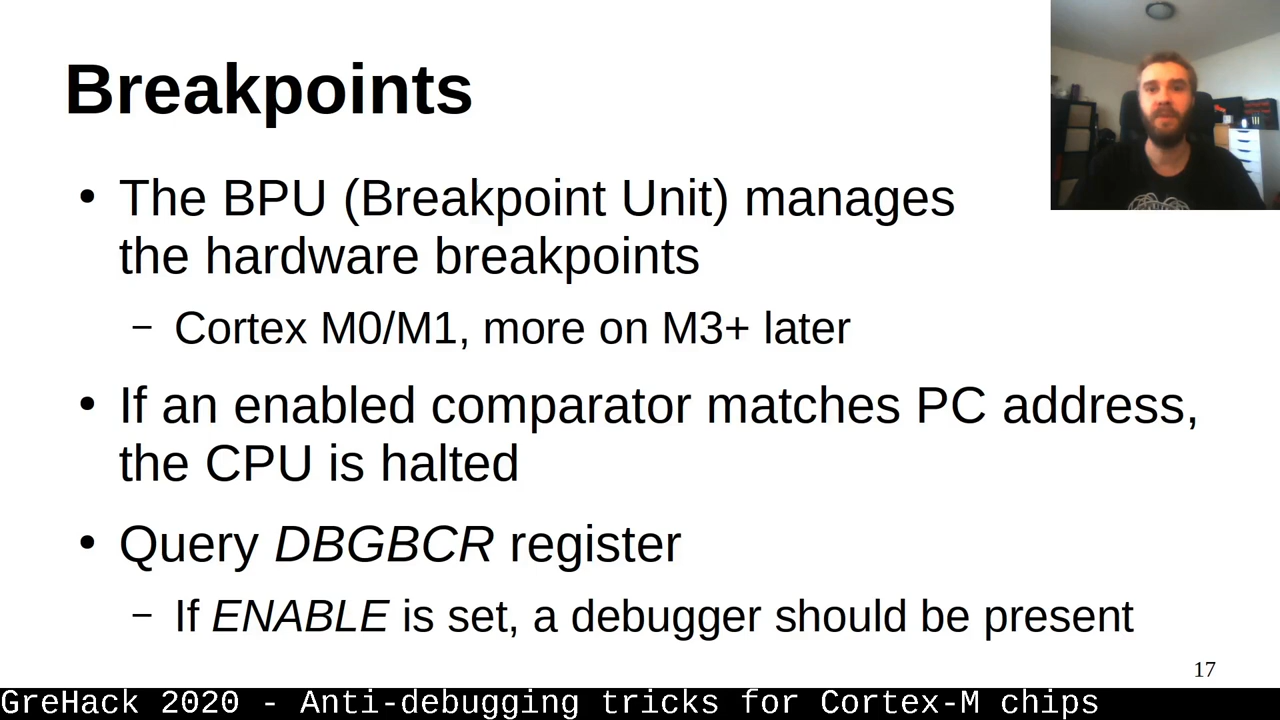 Breakpoints
• The BPU (Breakpoint Unit) manages
the hardware breakpoints
– Cortex M0/M1, more on M3+ later
• If an enabled comparator matches PC address,
the CPU is halted
• Query DBGBCR register
– If ENABLE is set, a debugger should be present
17
GreHack 2020 - Anti-debugging tricks for Cortex-M chips